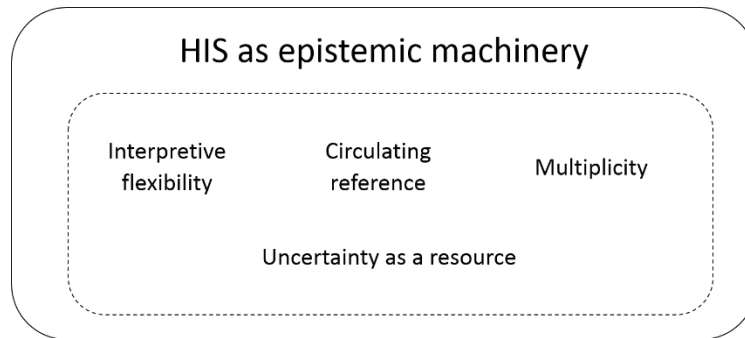 HIS as epistemic machinery
Interpretive
flexibility
Circulating
reference
Multiplicity
Uncertainty as a resource